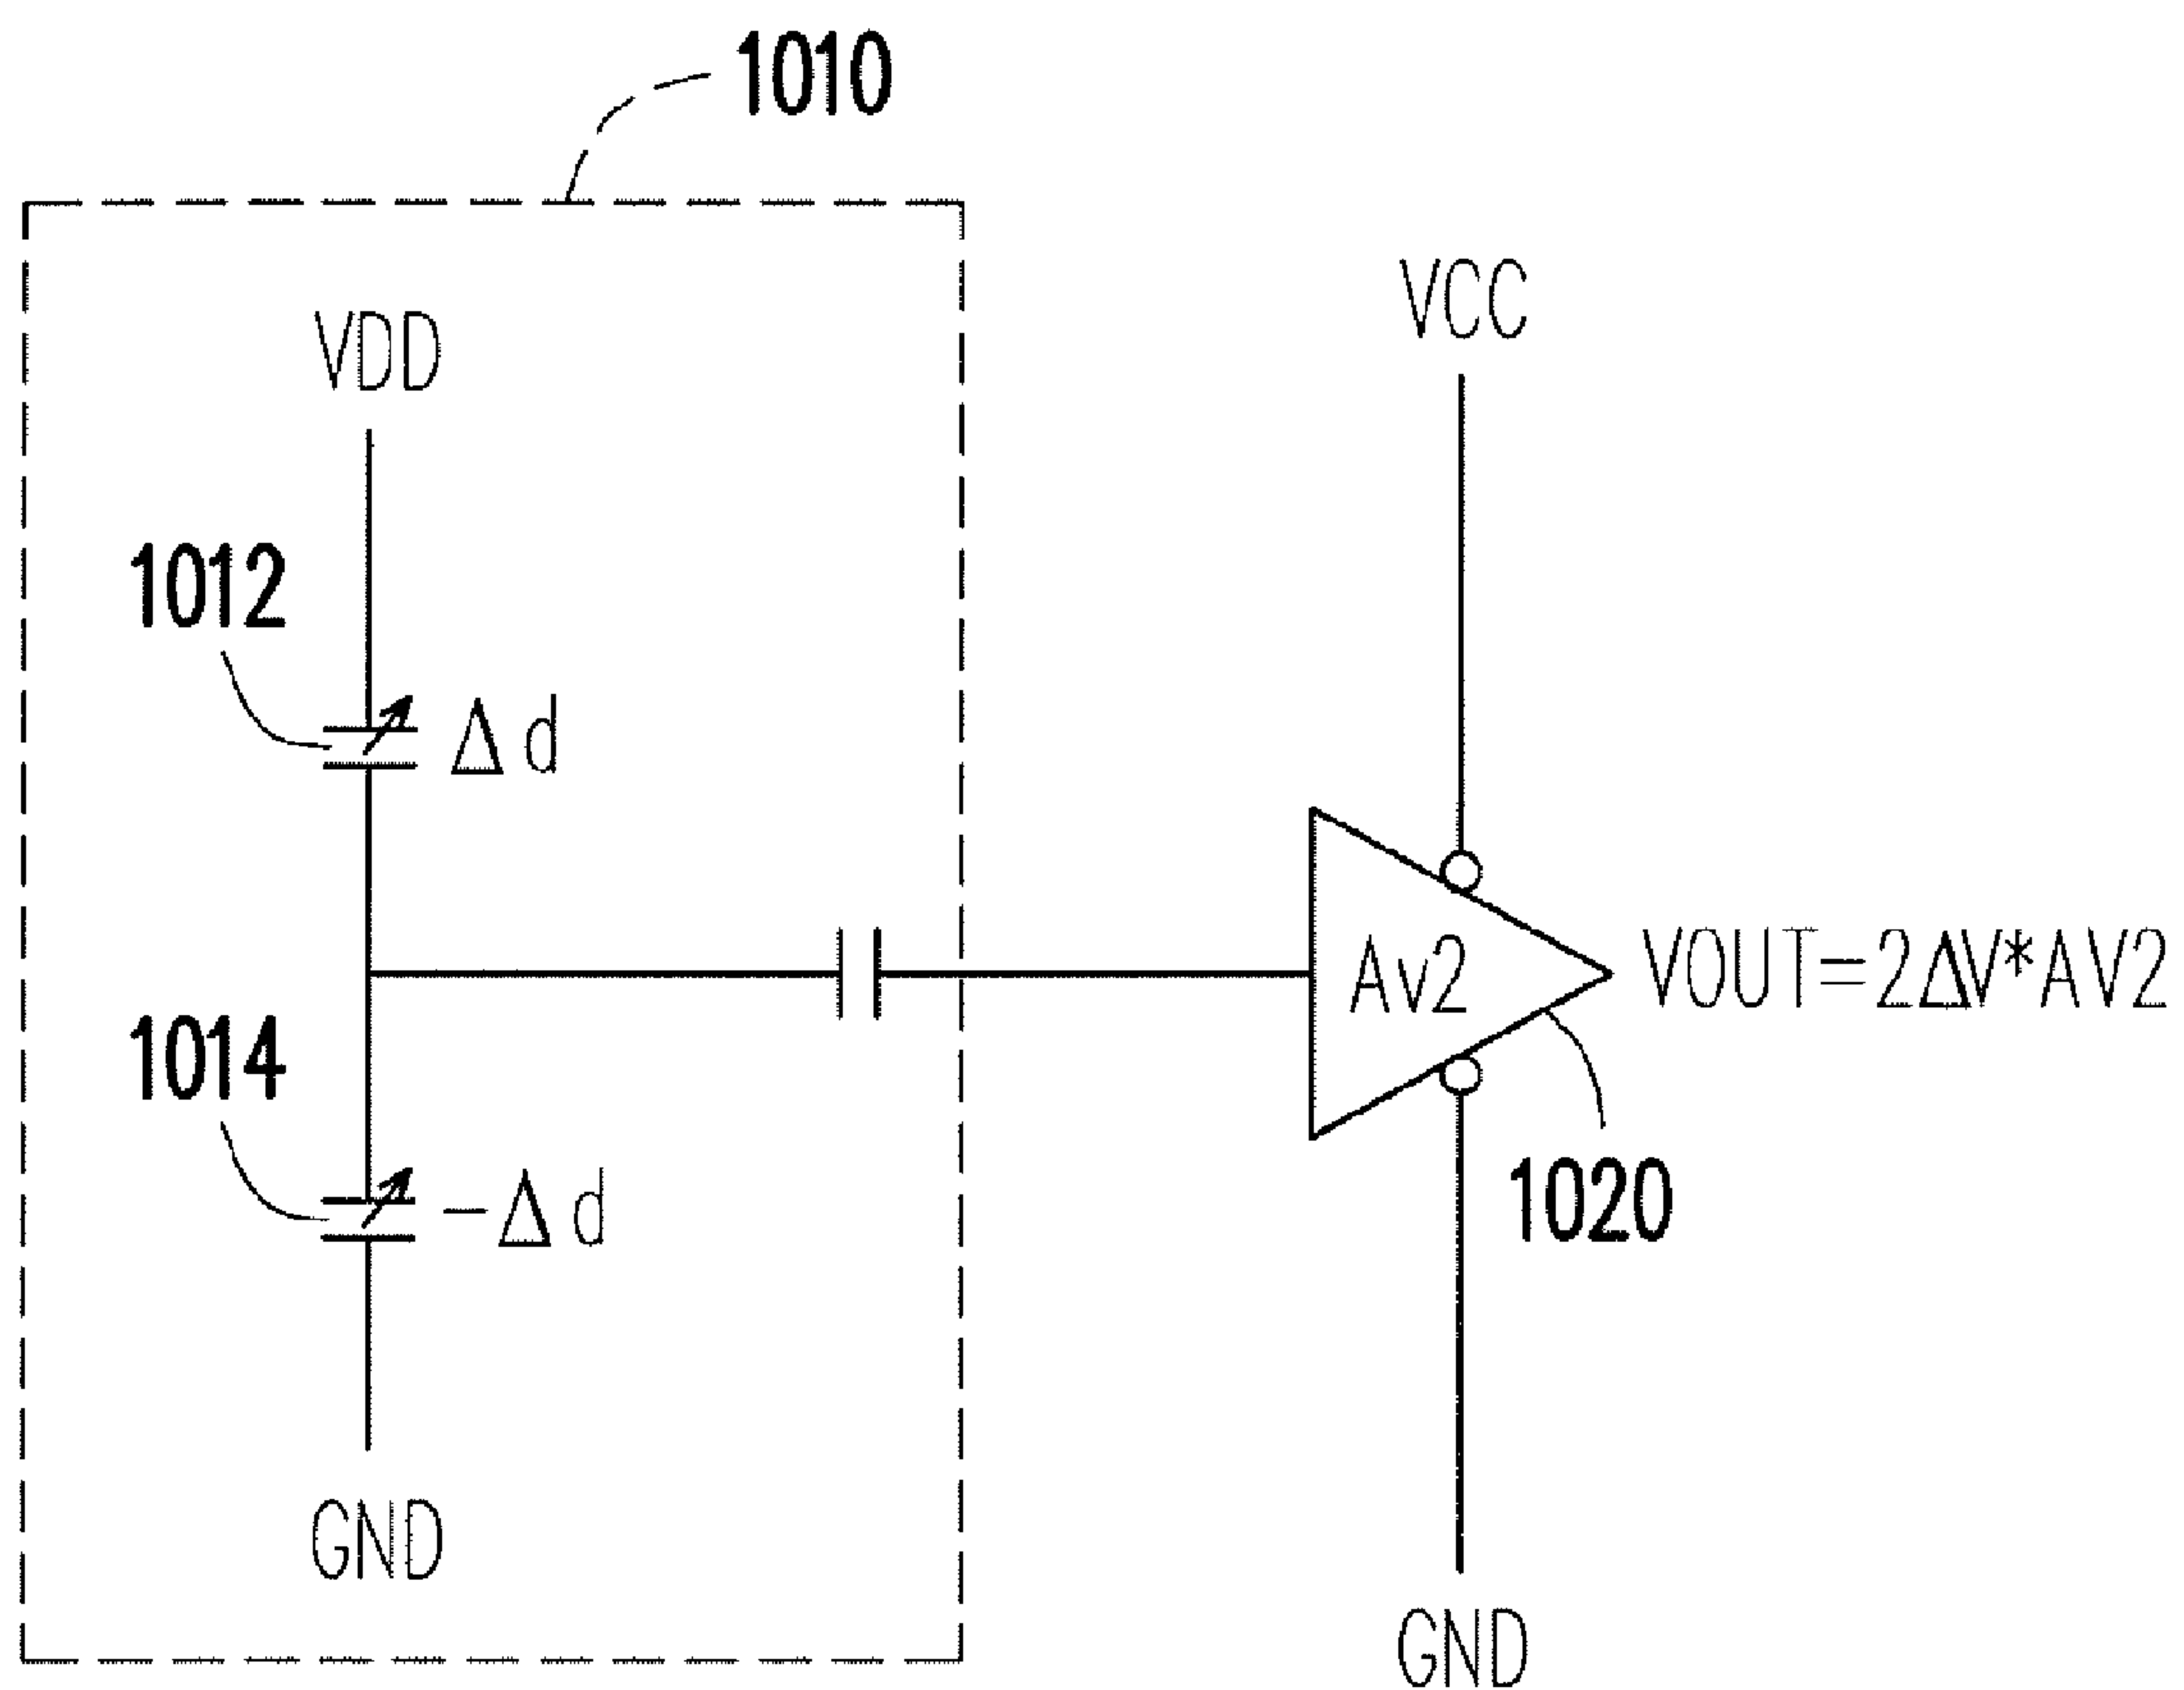 1010
VCC
VDD
1012
Δd
Av2
VOUT=2ΔV*AV2
1014
-Δd
1020
GND
GND